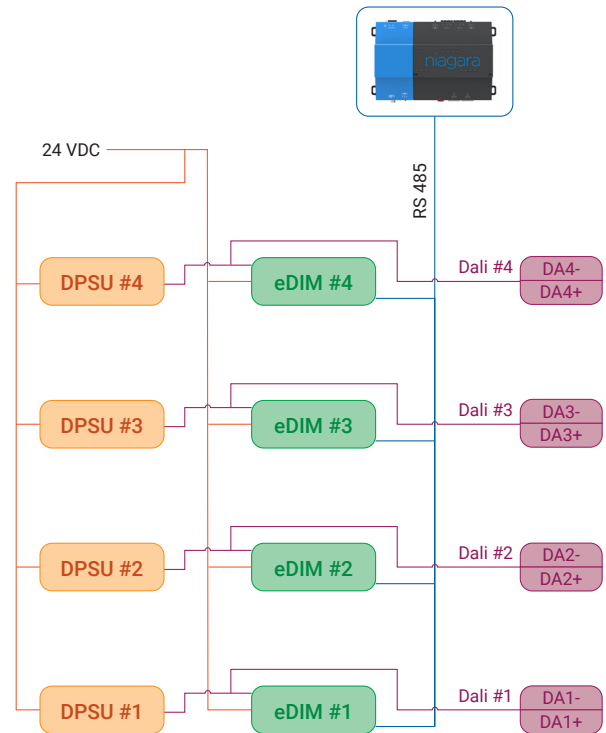 niagara
24 VDC
RS 485
DPSU #4
eDIM #4
Dali #4
DA4-
DA4+
DPSU #3
eDIM #3
Dali #3
DA3-
DA3+
DPSU #2
eDIM #2
Dali #2
DA2-
DA2+
DPSU #1
eDIM #1
Dali #1
DA1-
DA1+